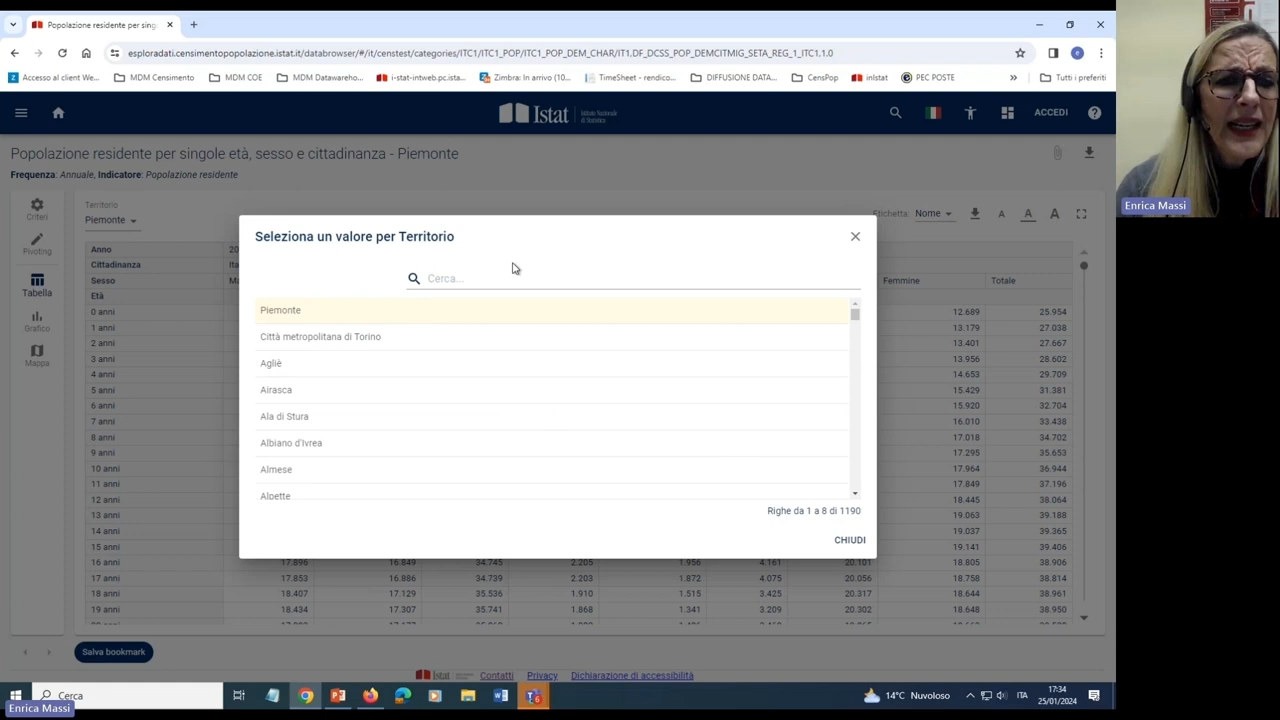 Popolazione residente per sing
esploradati.censimentopopolazione.istat.it/databrowser/#/it/censtest/categories/ITC1/ITC1_POP/ITC1_POP_DEM_CHAR/IT1,DF_DCSS_POP_DEMCITMIG_SETA_REG_1_ITC1,1.0
Accesso al client We... MDM Censimento MDM COE MDM Datawareho... i-stat-intweb.pc.ista... Zimbra: In arrivo (10... TimeSheet - rendico... DIFFUSIONE DATA... CensPop inIstat PEC POSTE » Tutti i preferiti
Istat Istituto Nazionale di Statistica ACCEDI
Popolazione residente per singole età, sesso e cittadinanza - Piemonte
Frequenza: Annuale, Indicatore: Popolazione residente
Criteri
Pivoting
Tabella
Grafico
Mappa
Territorio
Piemonte
Etichetta: Nome A A A
Anno 20
Cittadinanza Ita
Sesso Ma Femmine Totale
Età
Seleziona un valore per Territorio
Cerca...
Piemonte
Città metropolitana di Torino
Agliè
Airasca
Ala di Stura
Albiano d'Ivrea
Almese
Alpette
Righe da 1 a 8 di 1190
CHIUDI
0 anni 12.689 25.954
1 anni 13.179 27.038
2 anni 13.401 27.667
3 anni 13.956 28.602
4 anni 14.653 29.709
5 anni 15.429 31.381
6 anni 15.920 32.704
7 anni 16.010 33.438
8 anni 17.018 34.702
9 anni 17.295 35.653
10 anni 17.964 36.944
11 anni 17.849 37.196
12 anni 18.445 38.064
13 anni 19.063 39.188
14 anni 19.037 39.365
15 anni 19.141 39.406
16 anni 17.896 16.849 34.745 2.205 1.956 4.161 20.101 18.805 38.906
17 anni 17.853 16.886 34.739 2.203 1.872 4.075 20.056 18.758 38.814
18 anni 18.407 17.129 35.536 1.910 1.515 3.425 20.317 18.644 38.961
19 anni 18.434 17.307 35.741 1.868 1.341 3.209 20.302 18.648 38.950
Salva bookmark
Istat Contatti Privacy Dichiarazione di accessibilità
Cerca
14°C Nuvoloso ITA 17:34
25/01/2024
Enrica Massi
Enrica Massi